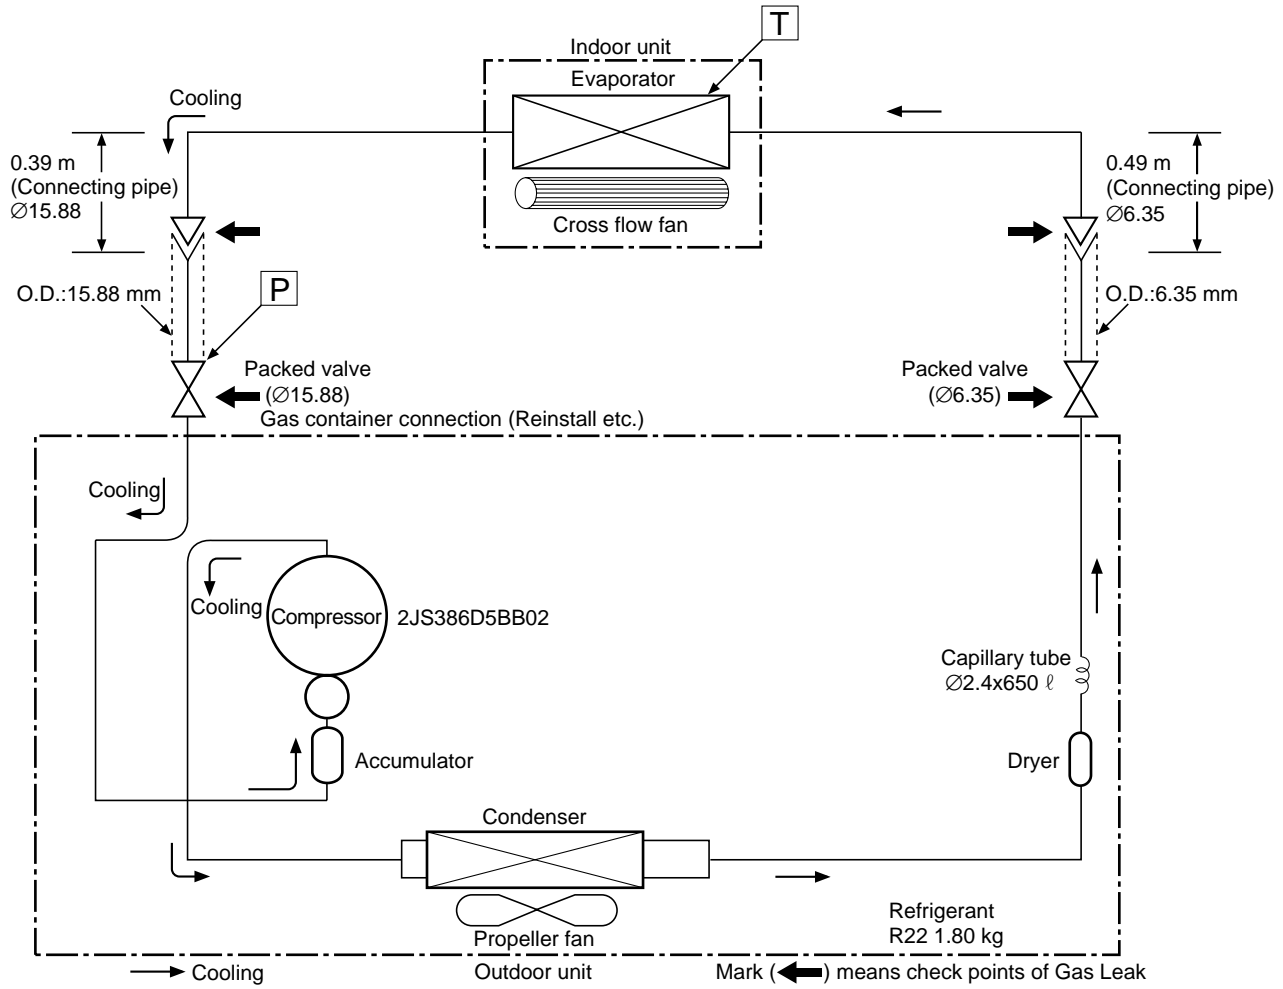 T
Indoor unit
Evaporator
Cooling
0.39 m
(Connecting pipe)
∅15.88
0.49 m
(Connecting pipe)
∅6.35
Cross flow fan
P
O.D.:15.88 mm
O.D.:6.35 mm
Packed valve
(∅15.88)
Packed valve
(∅6.35)
Gas container connection (Reinstall etc.)
Cooling
Cooling
Compressor
2JS386D5BB02
Capillary tube
∅2.4x650 ℓ
Accumulator
Dryer
Condenser
Propeller fan
Refrigerant
R22 1.80 kg
Cooling
Outdoor unit
Mark ( ) means check points of Gas Leak